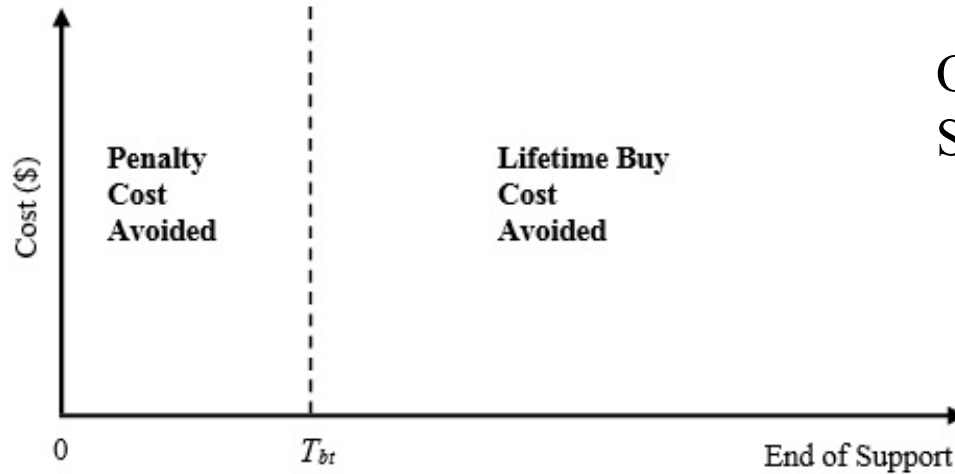 Penalty
Cost
Avoided
Lifetime Buy
Cost
Avoided
Cost ($)
0
T_bt
End of Support